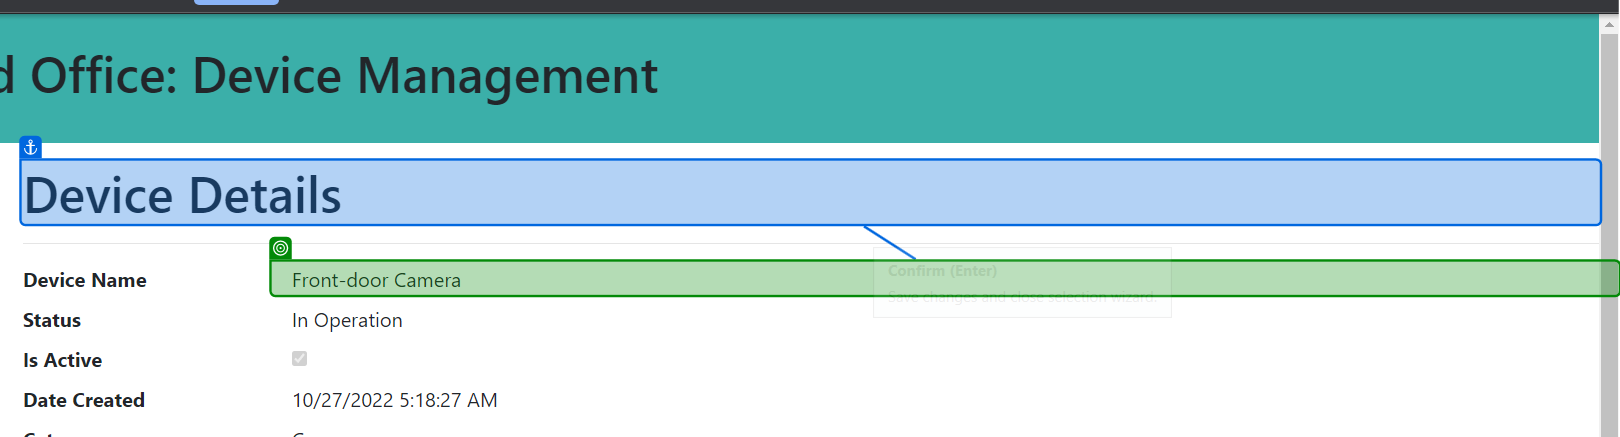 d Office: Device Management
Device Details
Device Name Front-door Camera
Confirm (Enter)
Save changes and close selection wizard.
Status In Operation
Is Active
Date Created 10/27/2022 5:18:27 AM